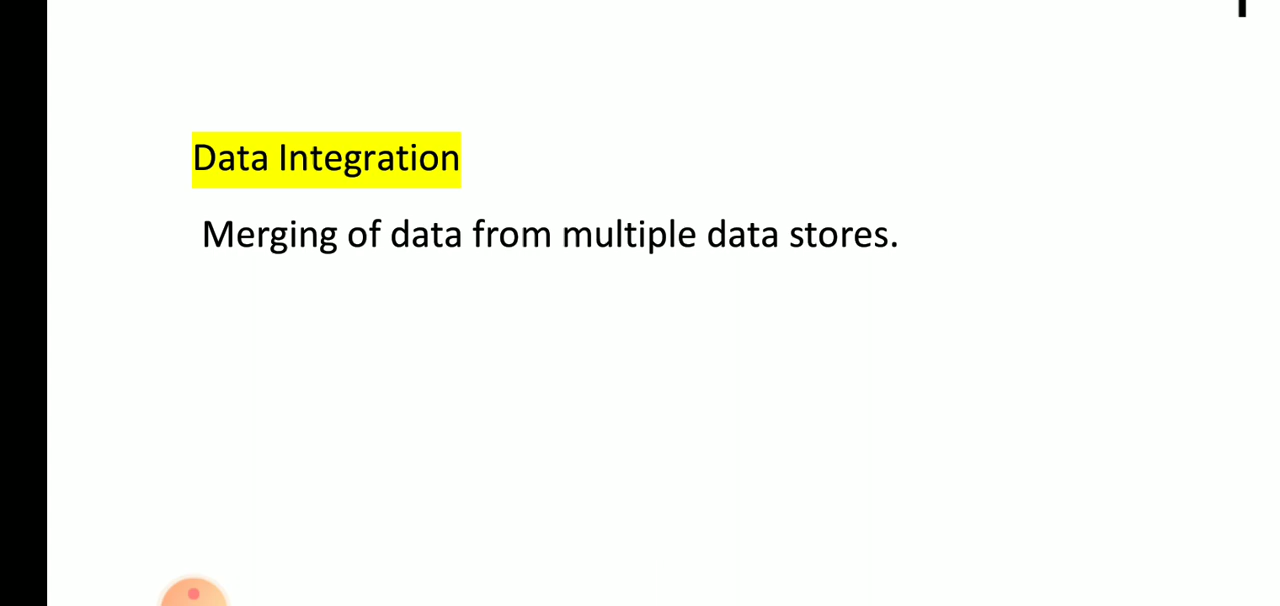 Data Integration
Merging of data from multiple data stores.